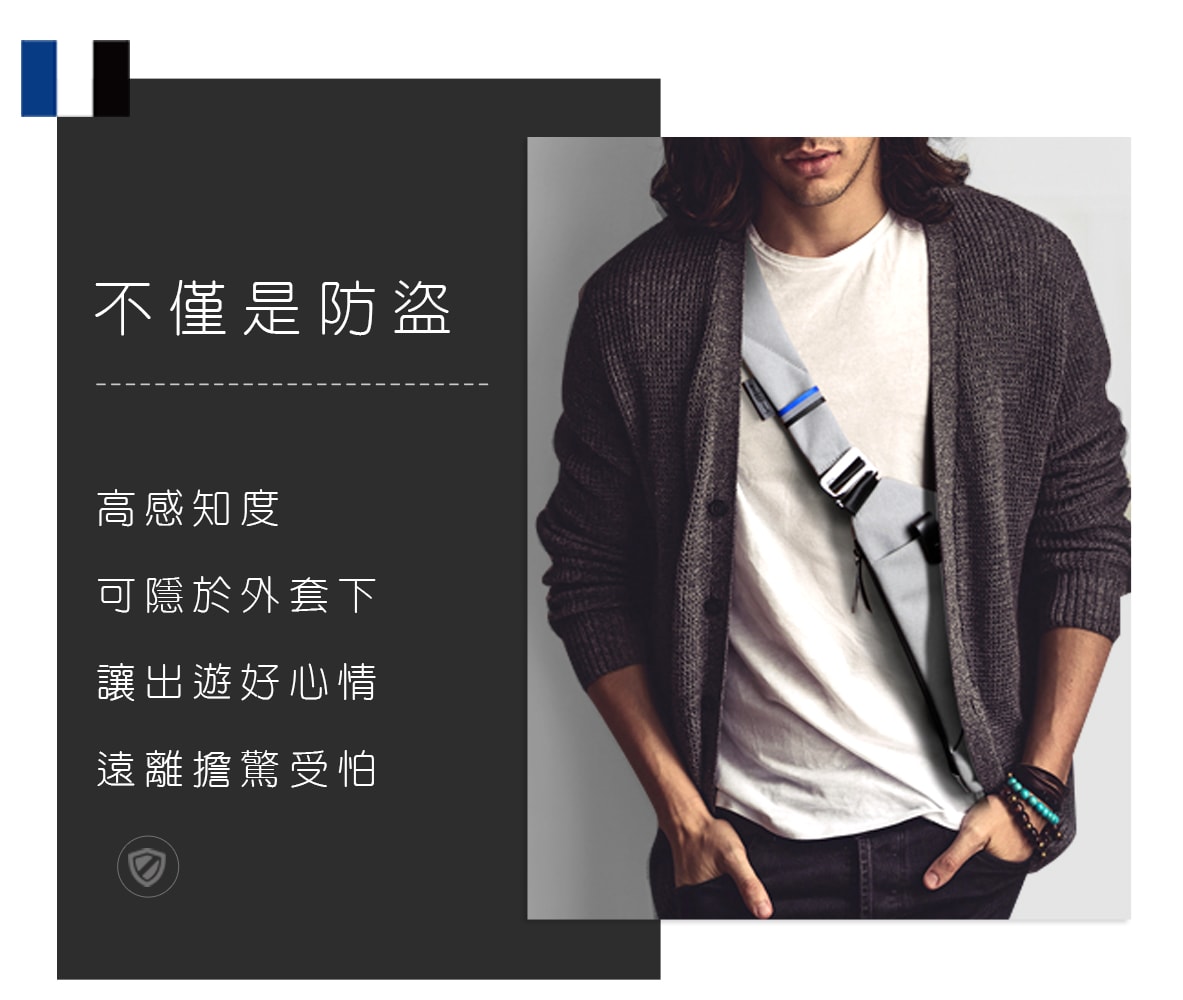 不僅是防盜
高感知度
可隱於外套下
讓出遊好心情
遠離擔驚受怕